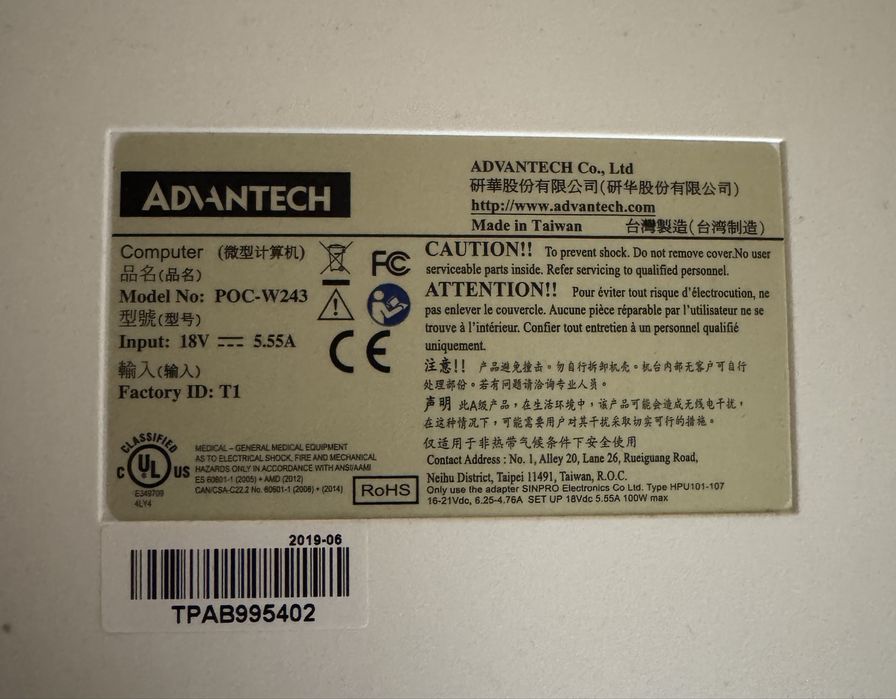 ADVANTECH
ADVANTECH Co., Ltd
研華股份有限公司(研华股份有限公司)
http://www.advantech.com
Made in Taiwan 台灣製造(台湾制造)
Computer (微型计算机)
品名(品名)
Model No: POC-W243
型號(型号)
Input: 18V 5.55A
輸入(输入)
Factory ID: T1
FC
CE
CAUTION!! To prevent shock. Do not remove cover.No user
serviceable parts inside. Refer servicing to qualified personnel.
ATTENTION!! Pour éviter tout risque d'électrocution, ne
pas enlever le couvercle. Aucune pièce réparable par l'utilisateur ne se
trouve à l'intérieur. Confier tout entretien à un personnel qualifié
uniquement.
注意!! 产品避免撞击。勿自行拆卸机壳。机台内部无客户可自行
处理部份。若有问题请洽询专业人员。
声明 此A级产品，在生活环境中，该产品可能会造成无线电干扰，
在这种情况下，可能需要用户对其干扰采取切实可行的措施。
仅适用于非热带气候条件下安全使用
Contact Address : No. 1, Alley 20, Lane 26, Rueiguang Road,
Neihu District, Taipei 11491, Taiwan, R.O.C.
Only use the adapter SINPRO Electronics Co Ltd. Type HPU101-107
16-21Vdc, 6.25-4.76A SET UP 18Vdc 5.55A 100W max
CLASSIFIED
C UL US
E349709
4LY4
MEDICAL – GENERAL MEDICAL EQUIPMENT
AS TO ELECTRICAL SHOCK, FIRE AND MECHANICAL
HAZARDS ONLY IN ACCORDANCE WITH ANSI/AAMI
ES 60601-1 (2005) + AMD (2012)
CAN/CSA-C22.2 No. 60601-1 (2008) + (2014)
RoHS
2019-06
TPAB995402